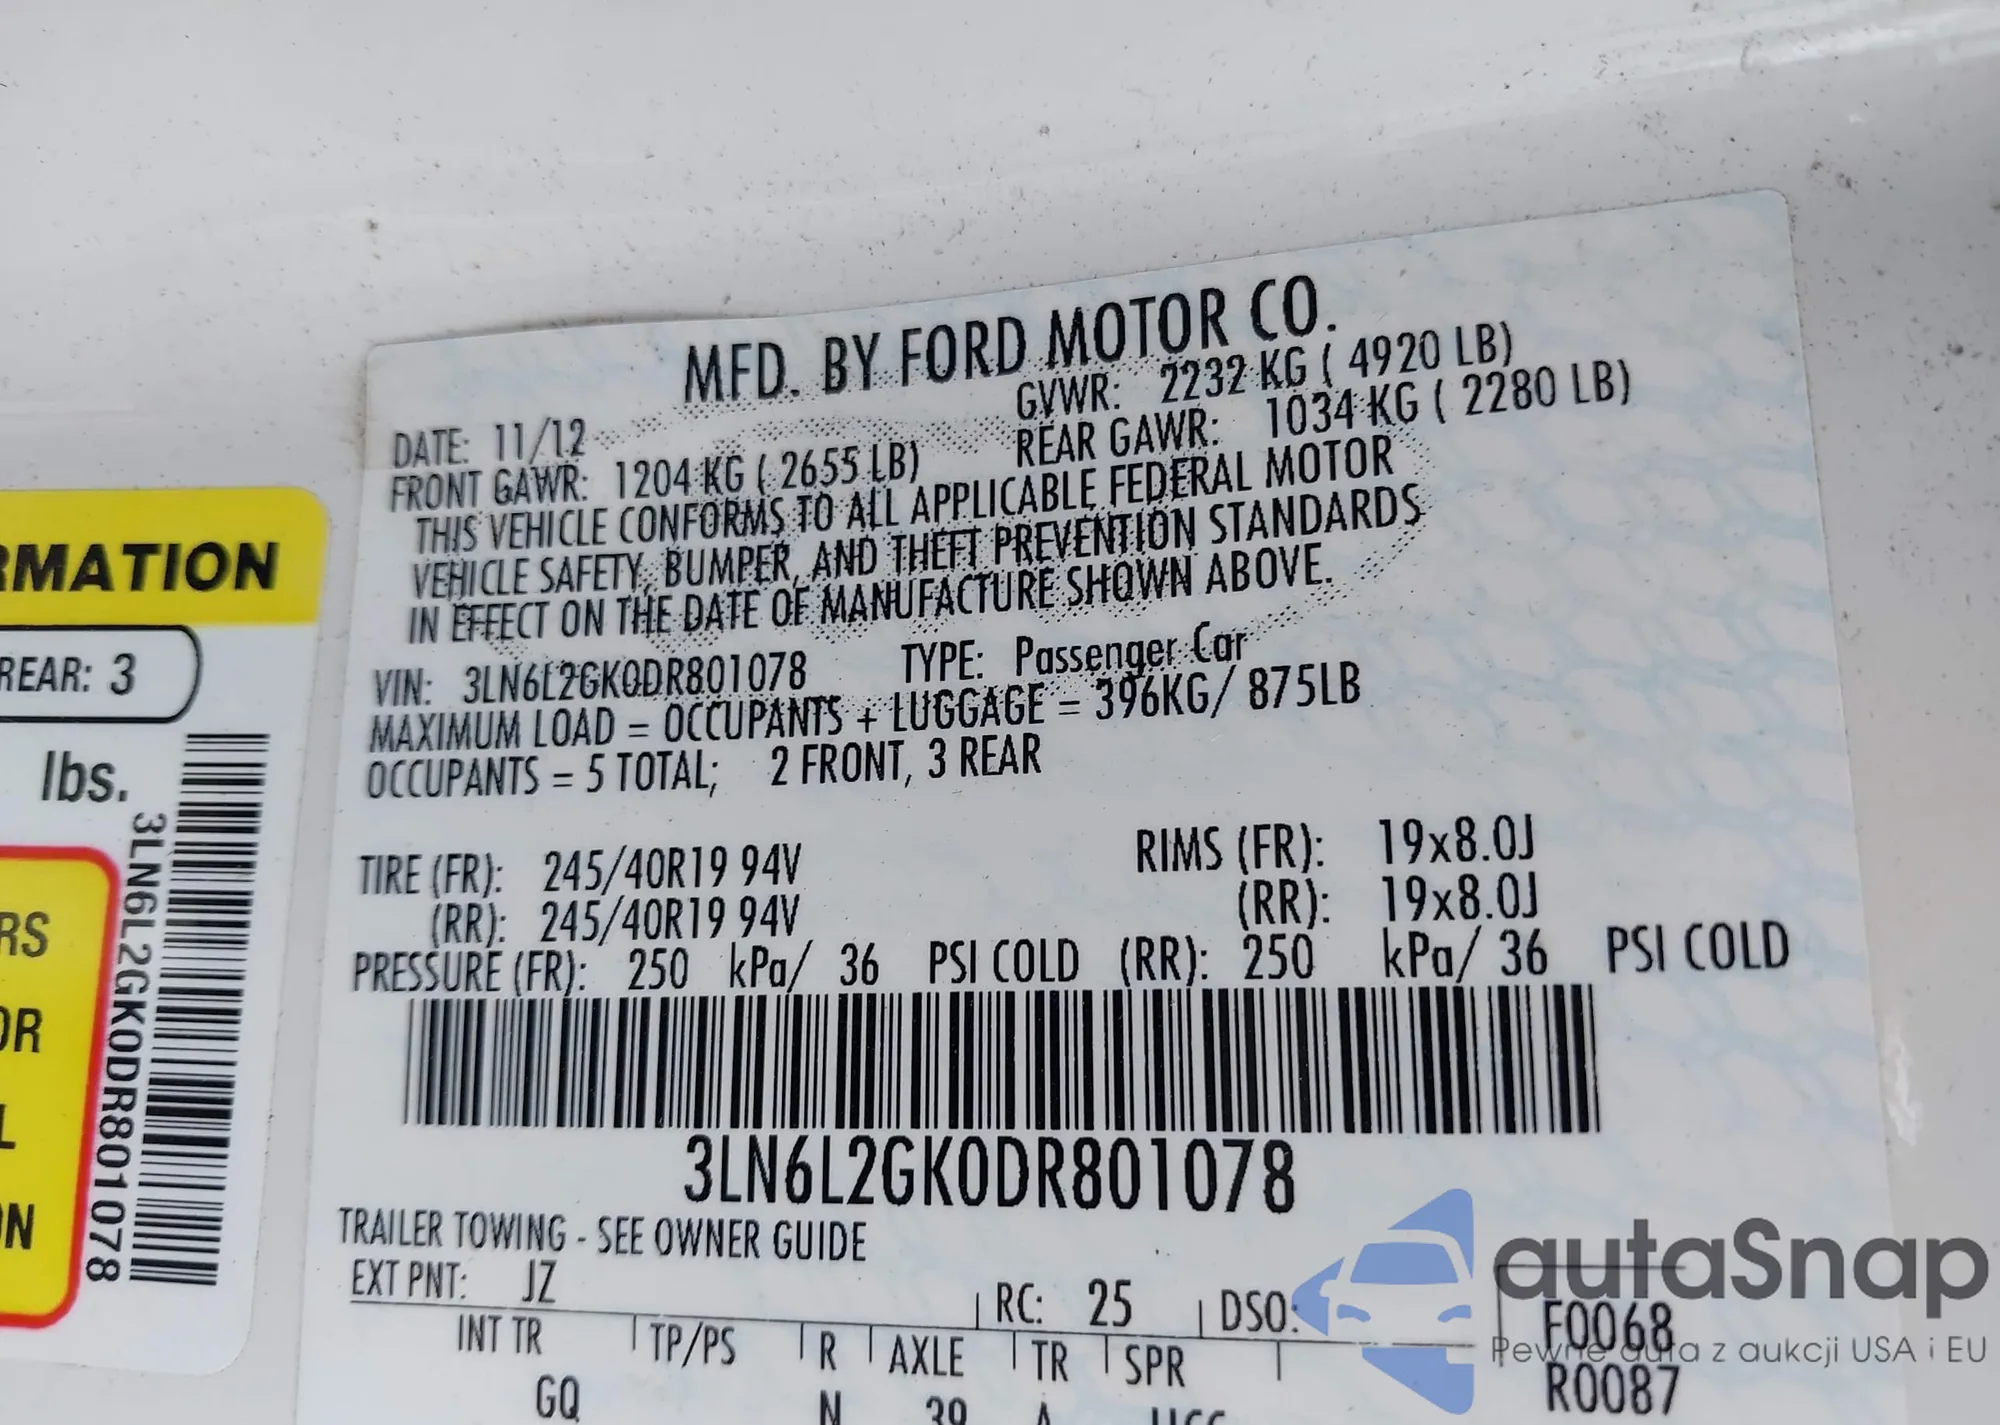 MFD. BY FORD MOTOR CO.
DATE: 11/12 GVWR: 2232 KG ( 4920 LB)
FRONT GAWR: 1204 KG ( 2655 LB) REAR GAWR: 1034 KG ( 2280 LB)
THIS VEHICLE CONFORMS TO ALL APPLICABLE FEDERAL MOTOR
VEHICLE SAFETY, BUMPER, AND THEFT PREVENTION STANDARDS
IN EFFECT ON THE DATE OF MANUFACTURE SHOWN ABOVE.
VIN: 3LN6L2GK0DR801078 TYPE: Passenger Car
MAXIMUM LOAD = OCCUPANTS + LUGGAGE = 396KG/ 875LB
OCCUPANTS = 5 TOTAL; 2 FRONT, 3 REAR
TIRE (FR): 245/40R19 94V RIMS (FR): 19x8.0J
(RR): 245/40R19 94V (RR): 19x8.0J
PRESSURE (FR): 250 kPa/ 36 PSI COLD (RR): 250 kPa/ 36 PSI COLD
3LN6L2GK0DR801078
TRAILER TOWING - SEE OWNER GUIDE
EXT PNT: JZ RC: 25 DSO:
F0068
R0087
INT TR TP/PS R AXLE TR SPR
GQ N 39 A
RMATION
REAR: 3
lbs.
3LN6L2GK0DR801078
RS
OR
L
ON
autaSnap
Pewne auta z aukcji USA i EU